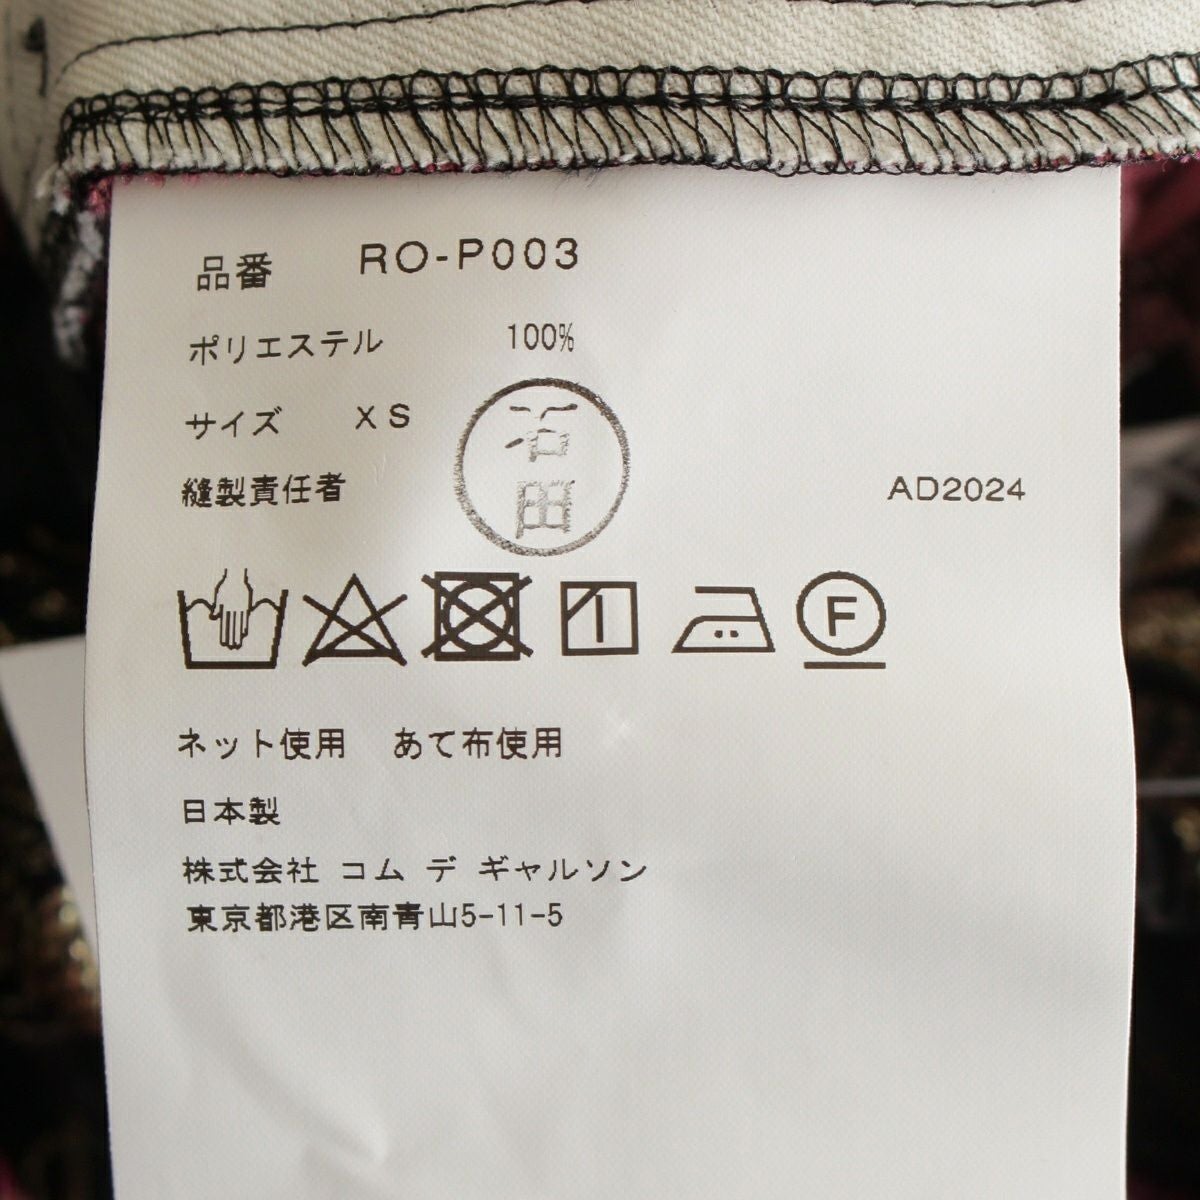 品番 RO-P003
ポリエステル 100%
サイズ XS
石田
縫製責任者 AD2024
F
ネット使用 あて布使用
日本製
株式会社 コム デ ギャルソン
東京都港区南青山5-11-5